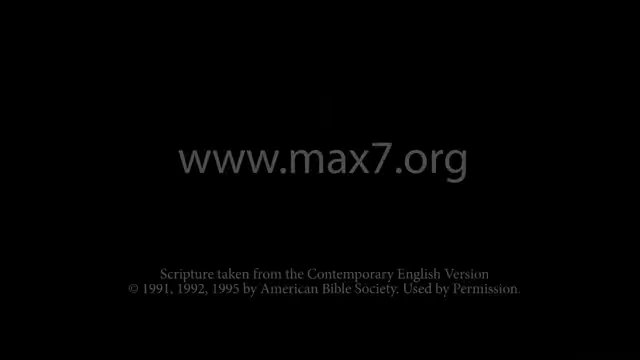 www.max7.org
Scripture taken from the Contemporary English Version
© 1991, 1992, 1995 by American Bible Society. Used by Permission.